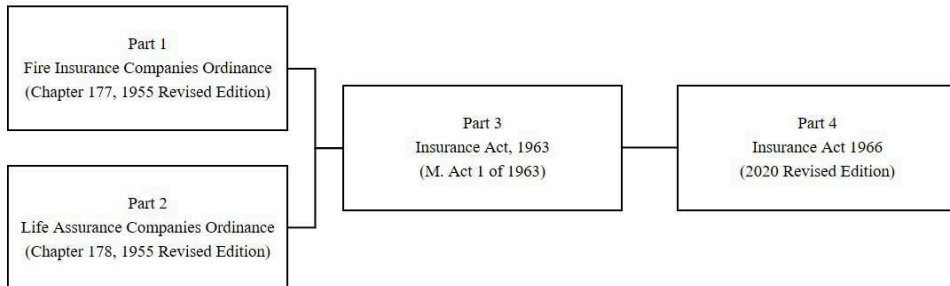 Part 1
Fire Insurance Companies Ordinance
(Chapter 177, 1955 Revised Edition)
Part 2
Life Assurance Companies Ordinance
(Chapter 178, 1955 Revised Edition)
Part 3
Insurance Act, 1963
(M. Act 1 of 1963)
Part 4
Insurance Act 1966
(2020 Revised Edition)